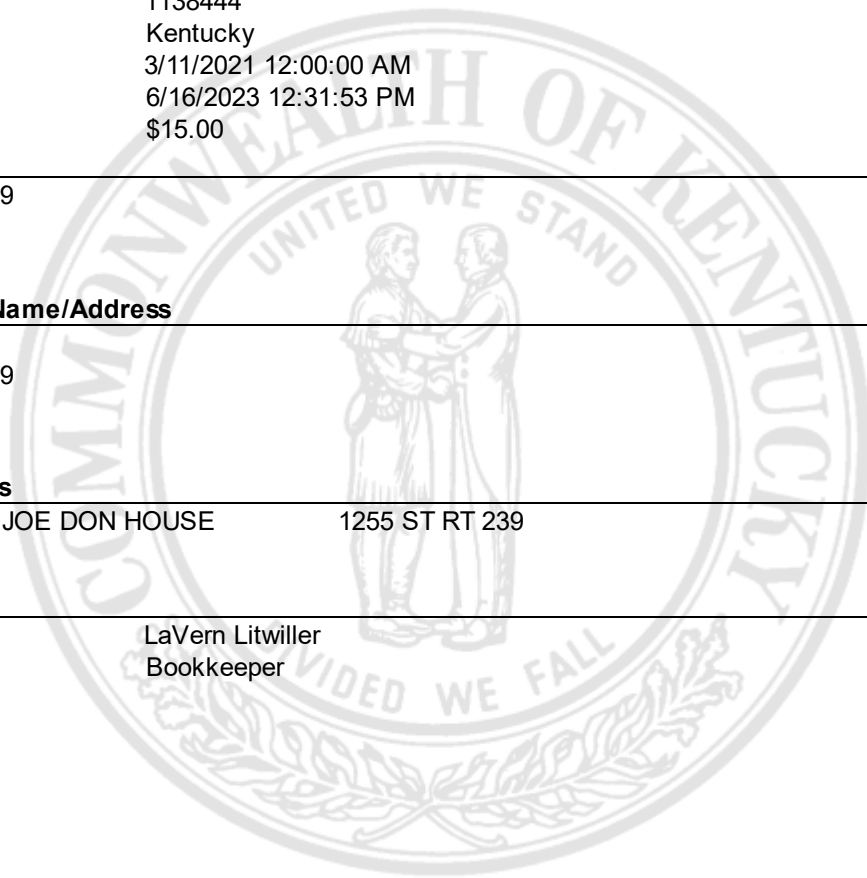 1138444
Kentucky
3/11/2021 12:00:00 AM
6/16/2023 12:31:53 PM
$15.00
9
Name/Address
9
s
JOE DON HOUSE 1255 ST RT 239
LaVern Litwiller
Bookkeeper
COMMONWEALTH OF KENTUCKY
UNITED WE STAND
DIVIDED WE FALL